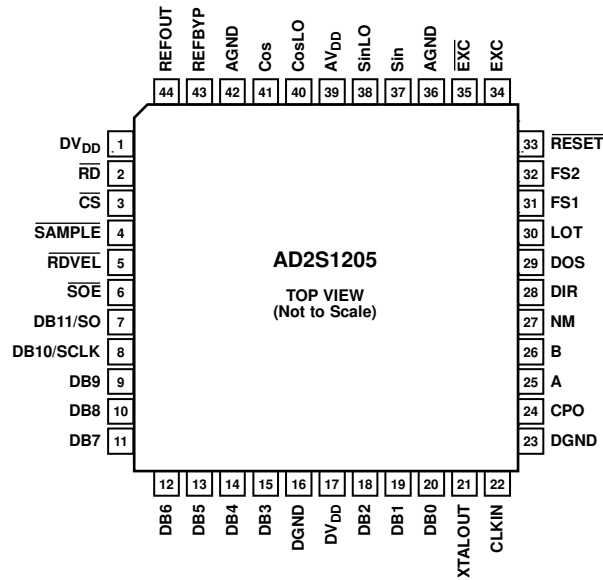 REFOUT
REFBYP
AGND
Cos
CosLO
AVDD
SinLO
Sin
AGND
EXC
EXC
44 43 42 41 40 39 38 37 36 35 34
DVDD 1
RD 2
CS 3
SAMPLE 4
RDVEL 5
SOE 6
DB11/SO 7
DB10/SCLK 8
DB9 9
DB8 10
DB7 11
AD2S1205
TOP VIEW
(Not to Scale)
33 RESET
32 FS2
31 FS1
30 LOT
29 DOS
28 DIR
27 NM
26 B
25 A
24 CPO
23 DGND
12 13 14 15 16 17 18 19 20 21 22
DB6
DB5
DB4
DB3
DGND
DVDD
DB2
DB1
DB0
XTALOUT
CLKIN